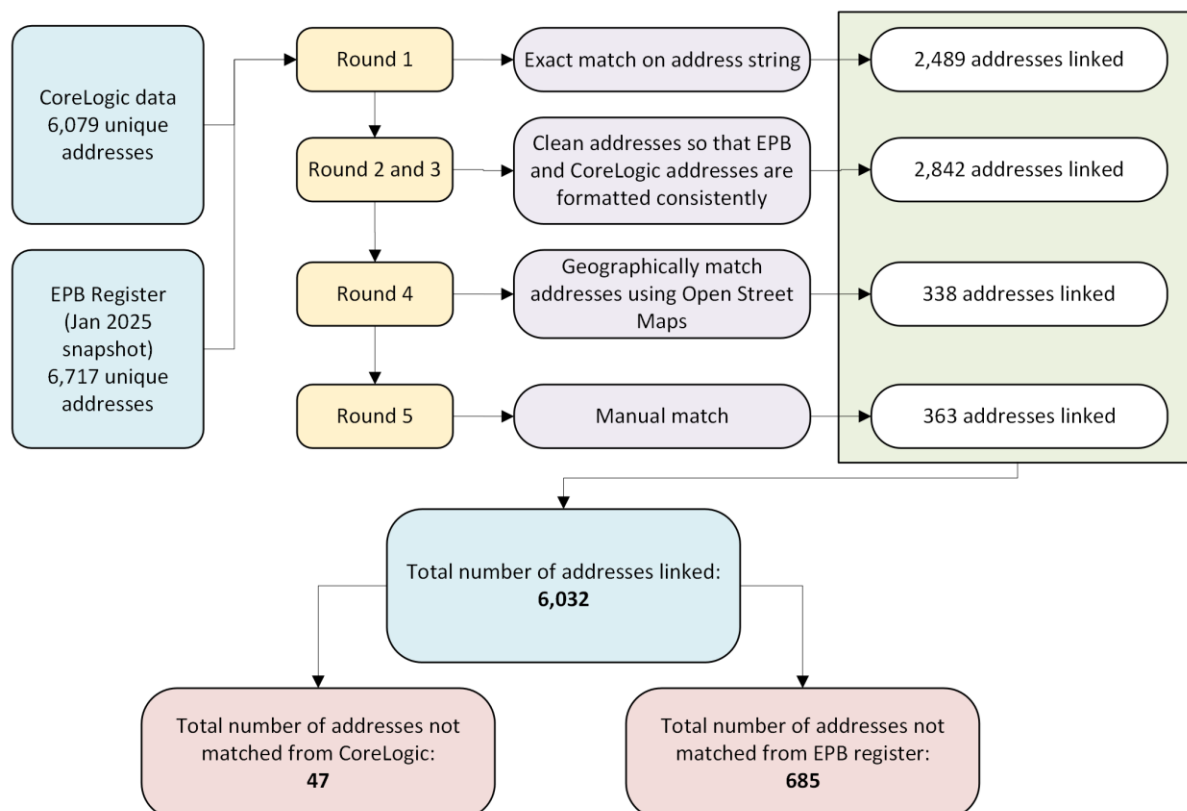 CoreLogic data
6,079 unique
addresses
EPB Register
(Jan 2025
snapshot)
6,717 unique
addresses
Round 1
Exact match on address string
2,489 addresses linked
Round 2 and 3
Clean addresses so that EPB
and CoreLogic addresses are
formatted consistently
2,842 addresses linked
Round 4
Geographically match
addresses using Open Street
Maps
338 addresses linked
Round 5
Manual match
363 addresses linked
Total number of addresses linked:
6,032
Total number of addresses not
matched from CoreLogic:
47
Total number of addresses not
matched from EPB register:
685